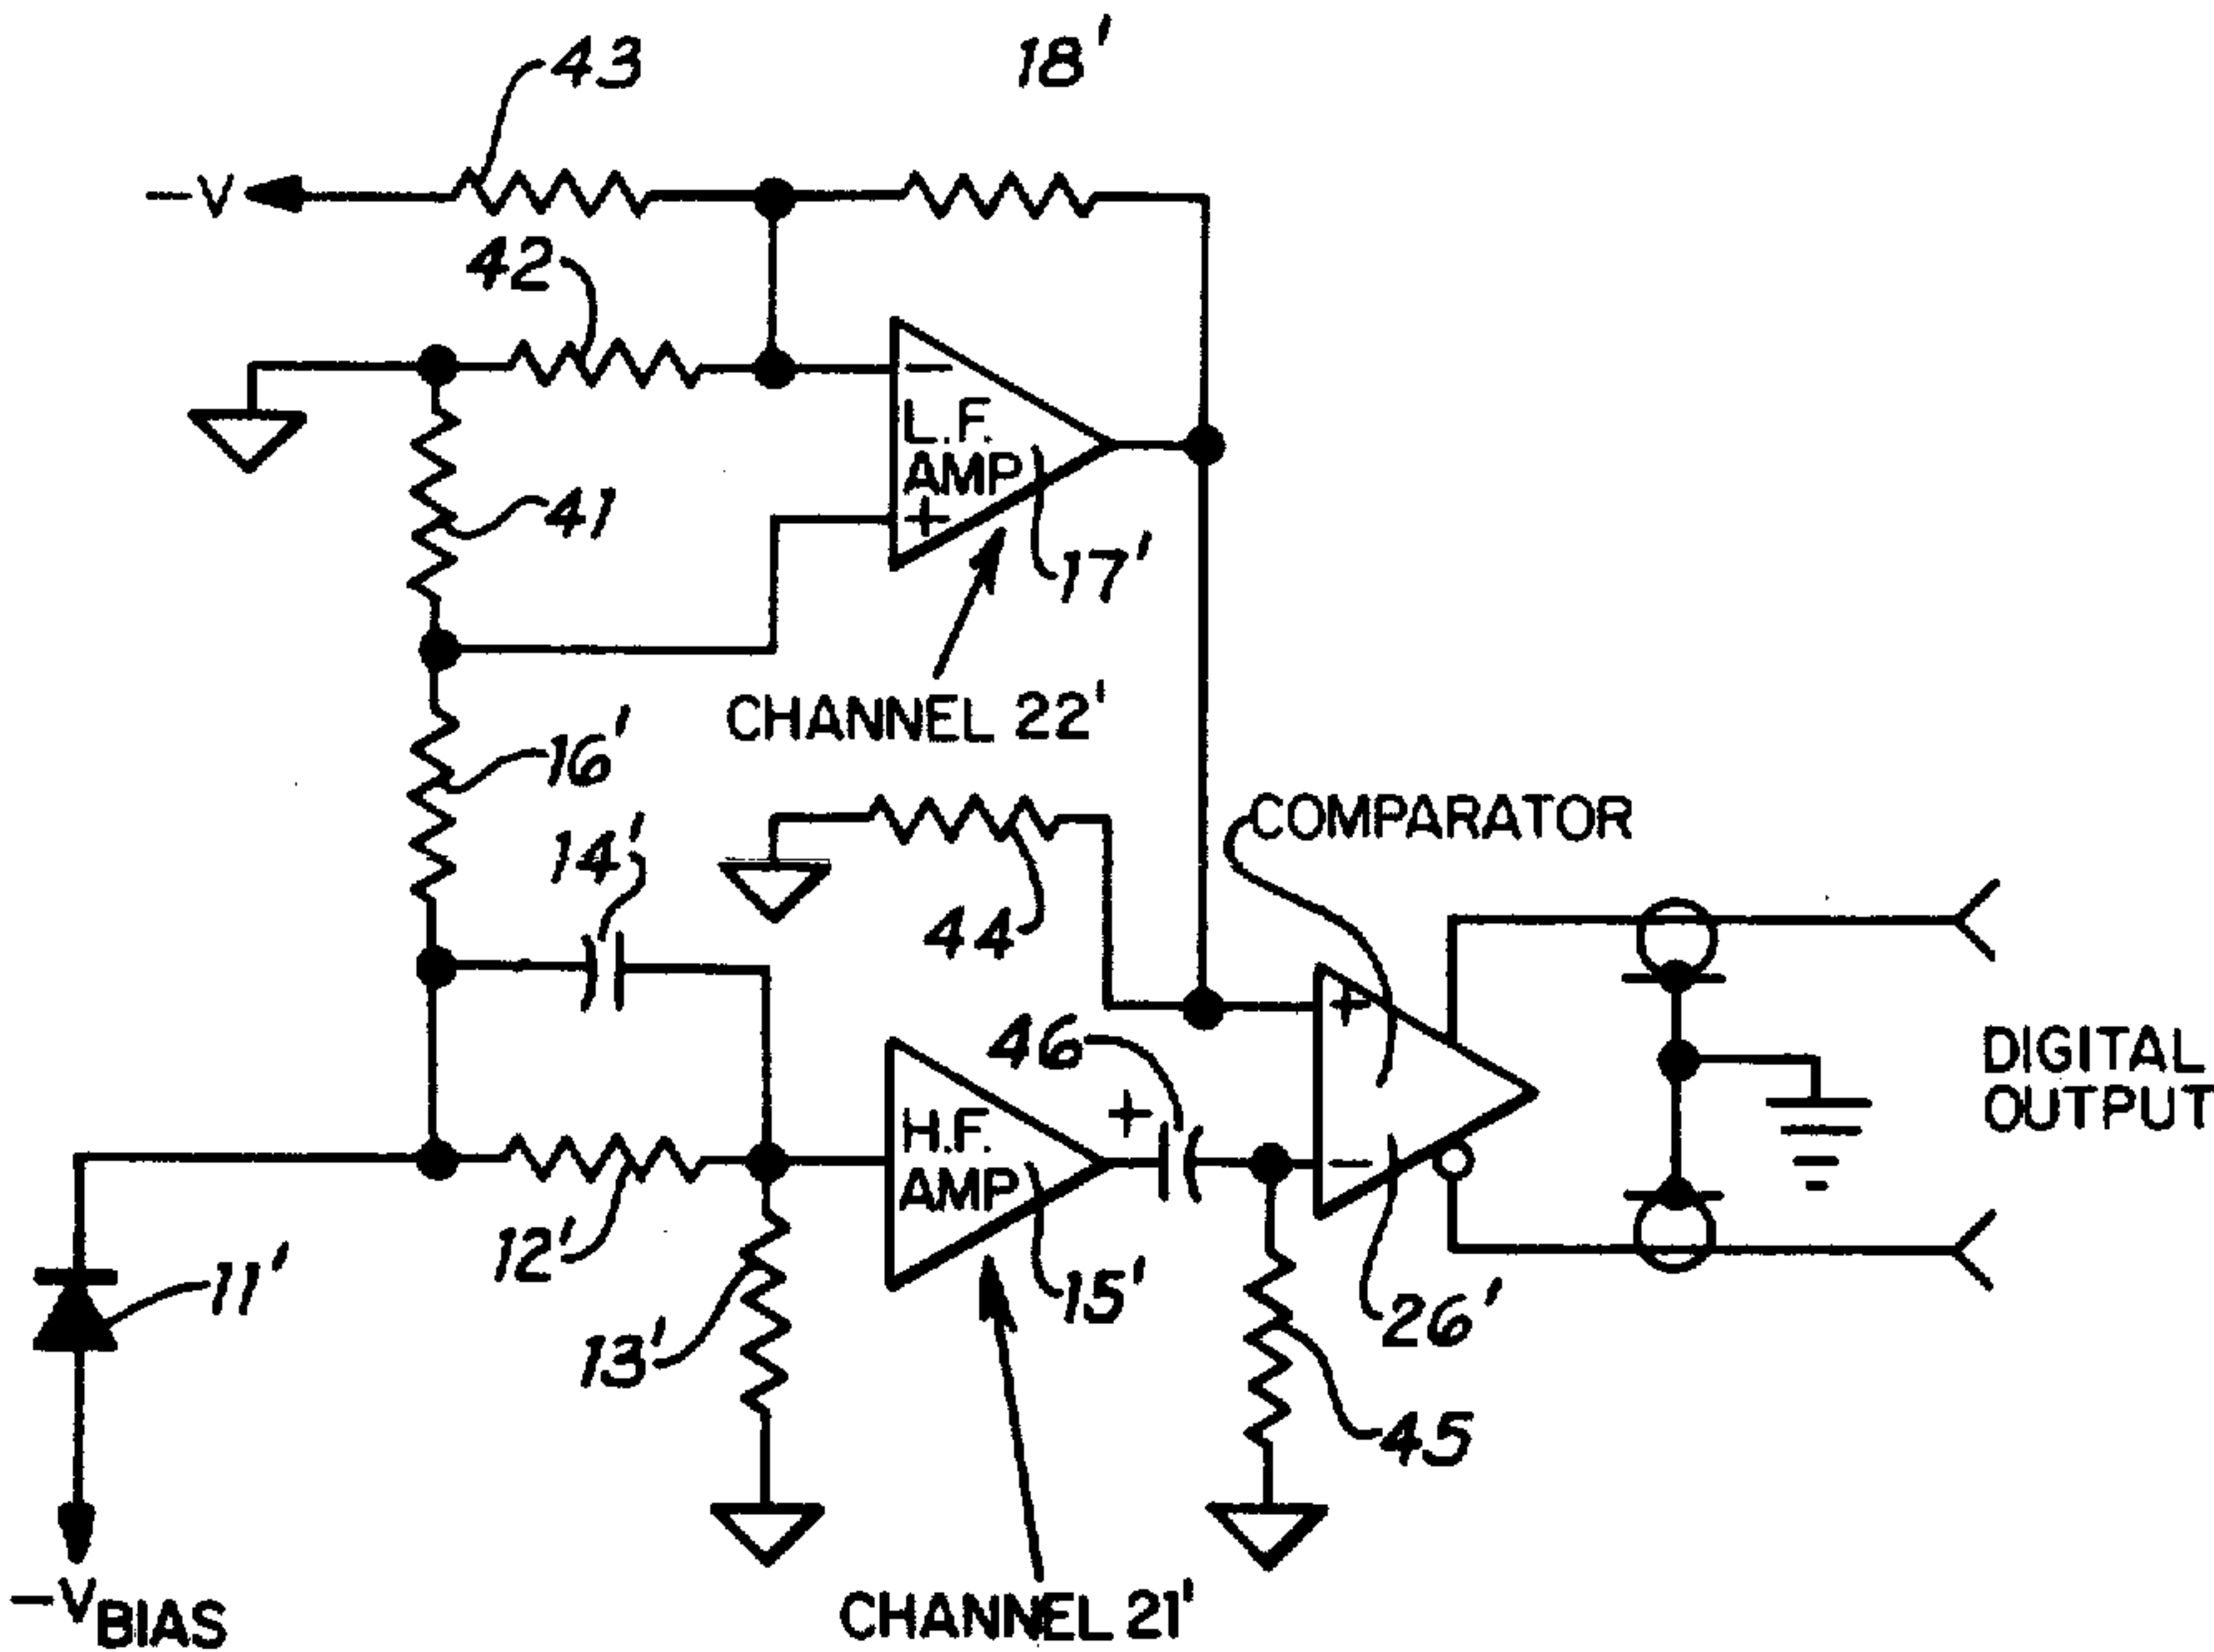 43
18'
-V
42
-
L.F.
AMP
+
41
17'
CHANNEL 22'
16'
14'
COMPARATOR
44
+
46
+
DIGITAL
OUTPUT
H.F.
AMP
-
12'
11'
15'
13'
26'
45
-VBIAS
CHANNEL 21'